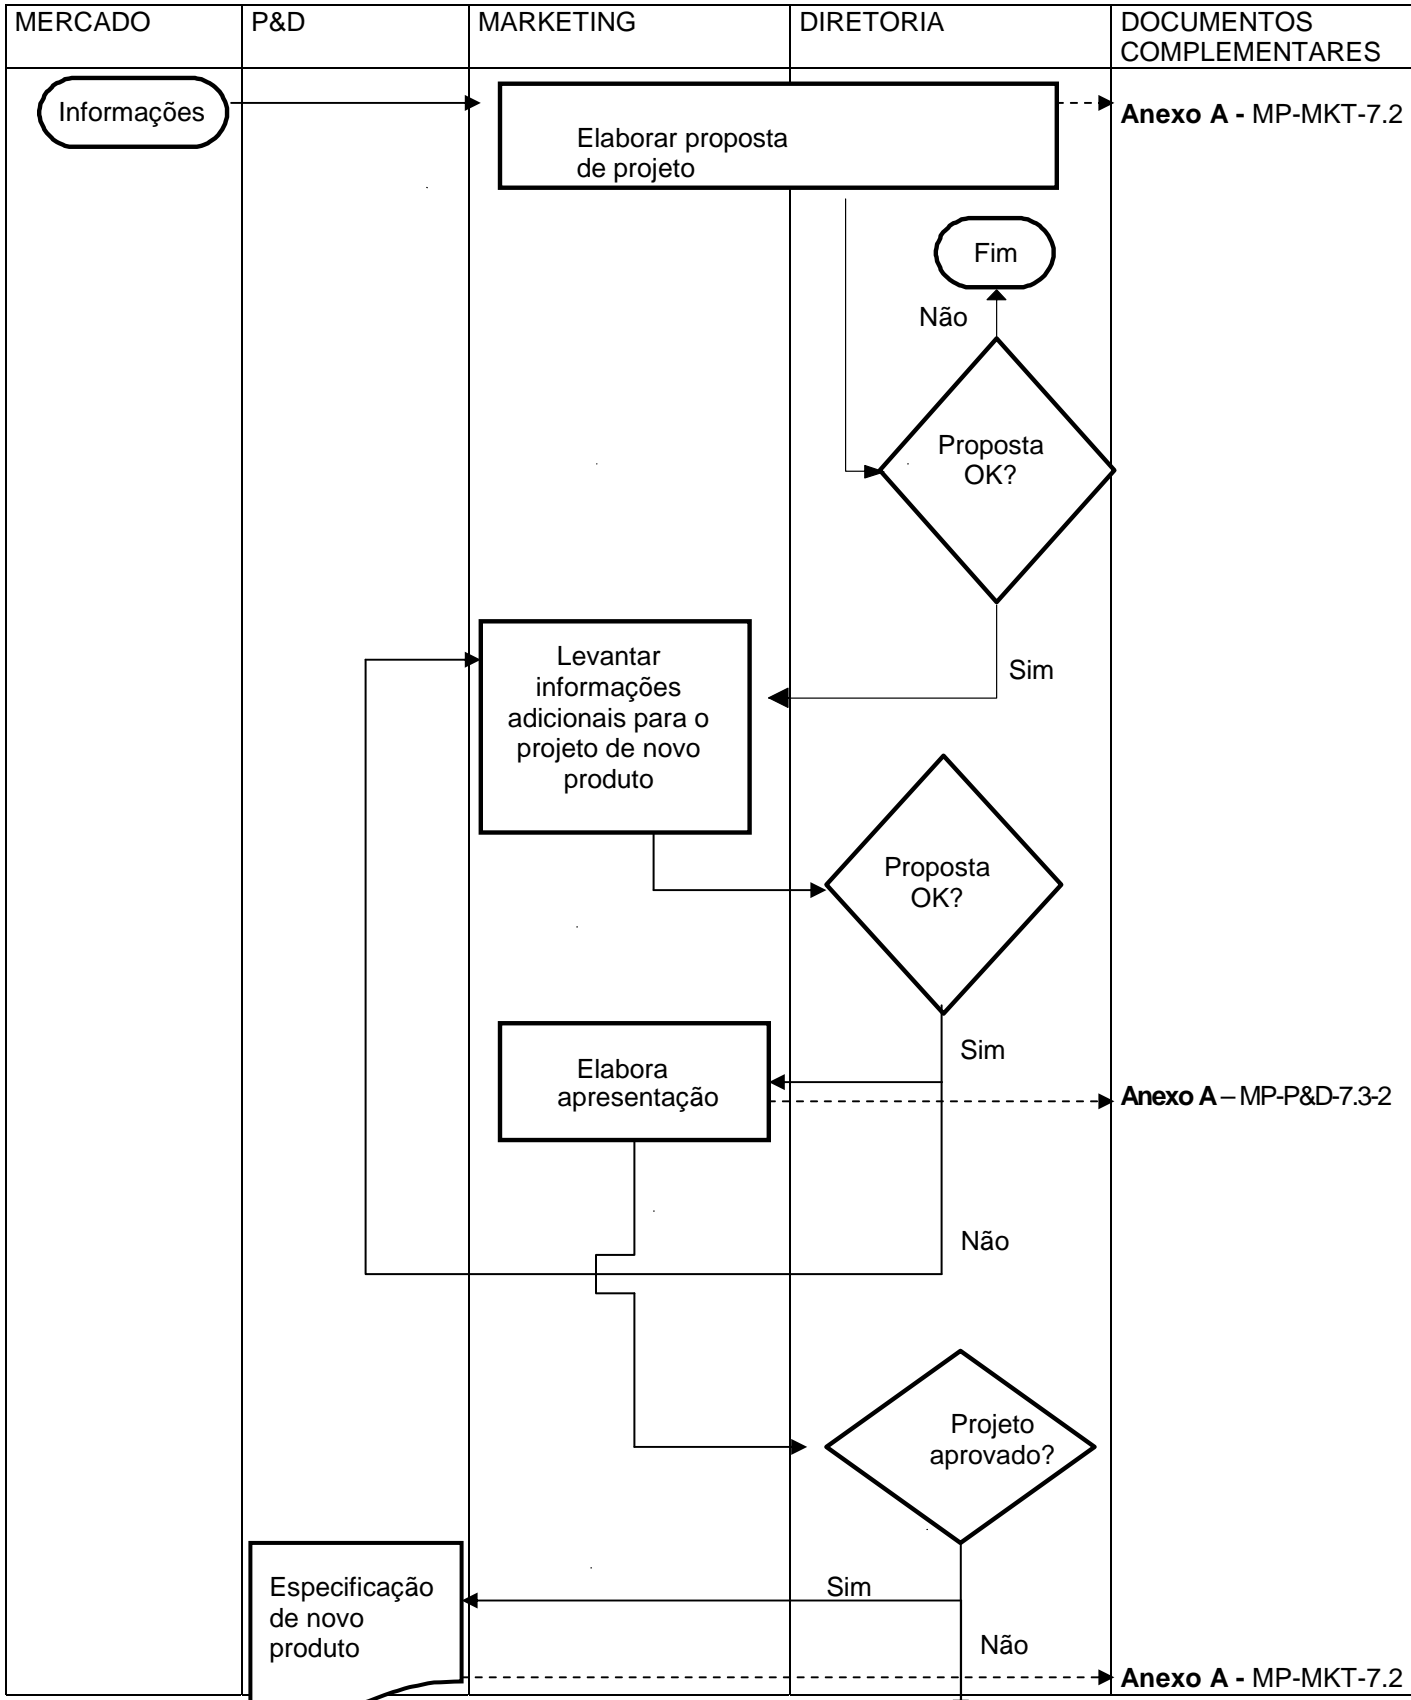 MERCADO
P&D
MARKETING
DIRETORIA
DOCUMENTOS
COMPLEMENTARES
Informações
Elaborar proposta
de projeto
Anexo A - MP-MKT-7.2
Fim
Não
Proposta
OK?
Sim
Levantar
informações
adicionais para o
projeto de novo
produto
Proposta
OK?
Sim
Elabora
apresentação
Anexo A – MP-P&D-7.3-2
Não
Projeto
aprovado?
Sim
Especificação
de novo
produto
Não
Anexo A - MP-MKT-7.2